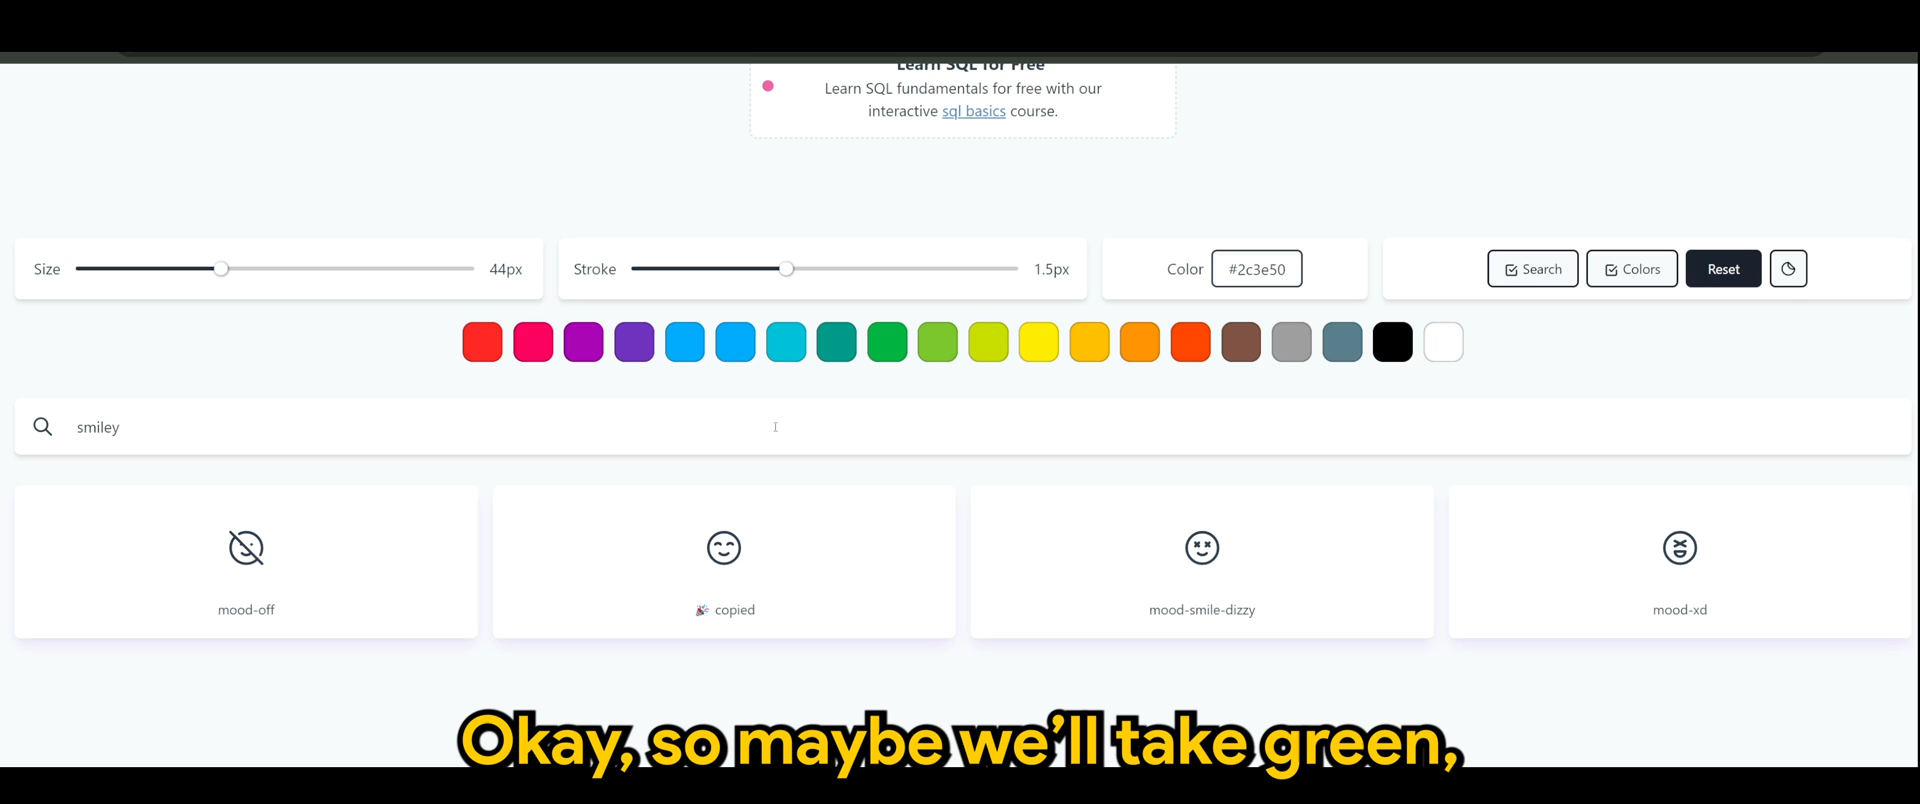 Learn SQL for Free
Learn SQL fundamentals for free with our
interactive sql basics course.
Size 44px
Stroke 1.5px
Color #2c3e50
Search
Colors
Reset
smiley
mood-off
🎉 copied
mood-smile-dizzy
mood-xd
Okay, so maybe we'll take green,